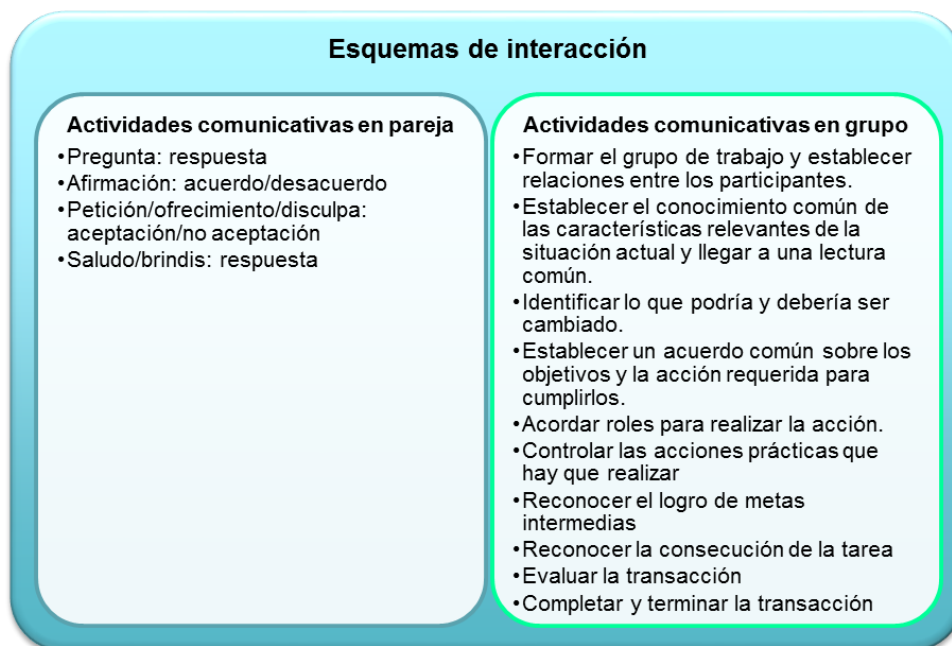 Esquemas de interacción
Actividades comunicativas en pareja
•Pregunta: respuesta
•Afirmación: acuerdo/desacuerdo
•Petición/ofrecimiento/disculpa:
aceptación/no aceptación
•Saludo/brindis: respuesta
Actividades comunicativas en grupo
•Formar el grupo de trabajo y establecer
relaciones entre los participantes.
•Establecer el conocimiento común de
las características relevantes de la
situación actual y llegar a una lectura
común.
•Identificar lo que podría y debería ser
cambiado.
•Establecer un acuerdo común sobre los
objetivos y la acción requerida para
cumplirlos.
•Acordar roles para realizar la acción.
•Controlar las acciones prácticas que
hay que realizar
•Reconocer el logro de metas
intermedias
•Reconocer la consecución de la tarea
•Evaluar la transacción
•Completar y terminar la transacción